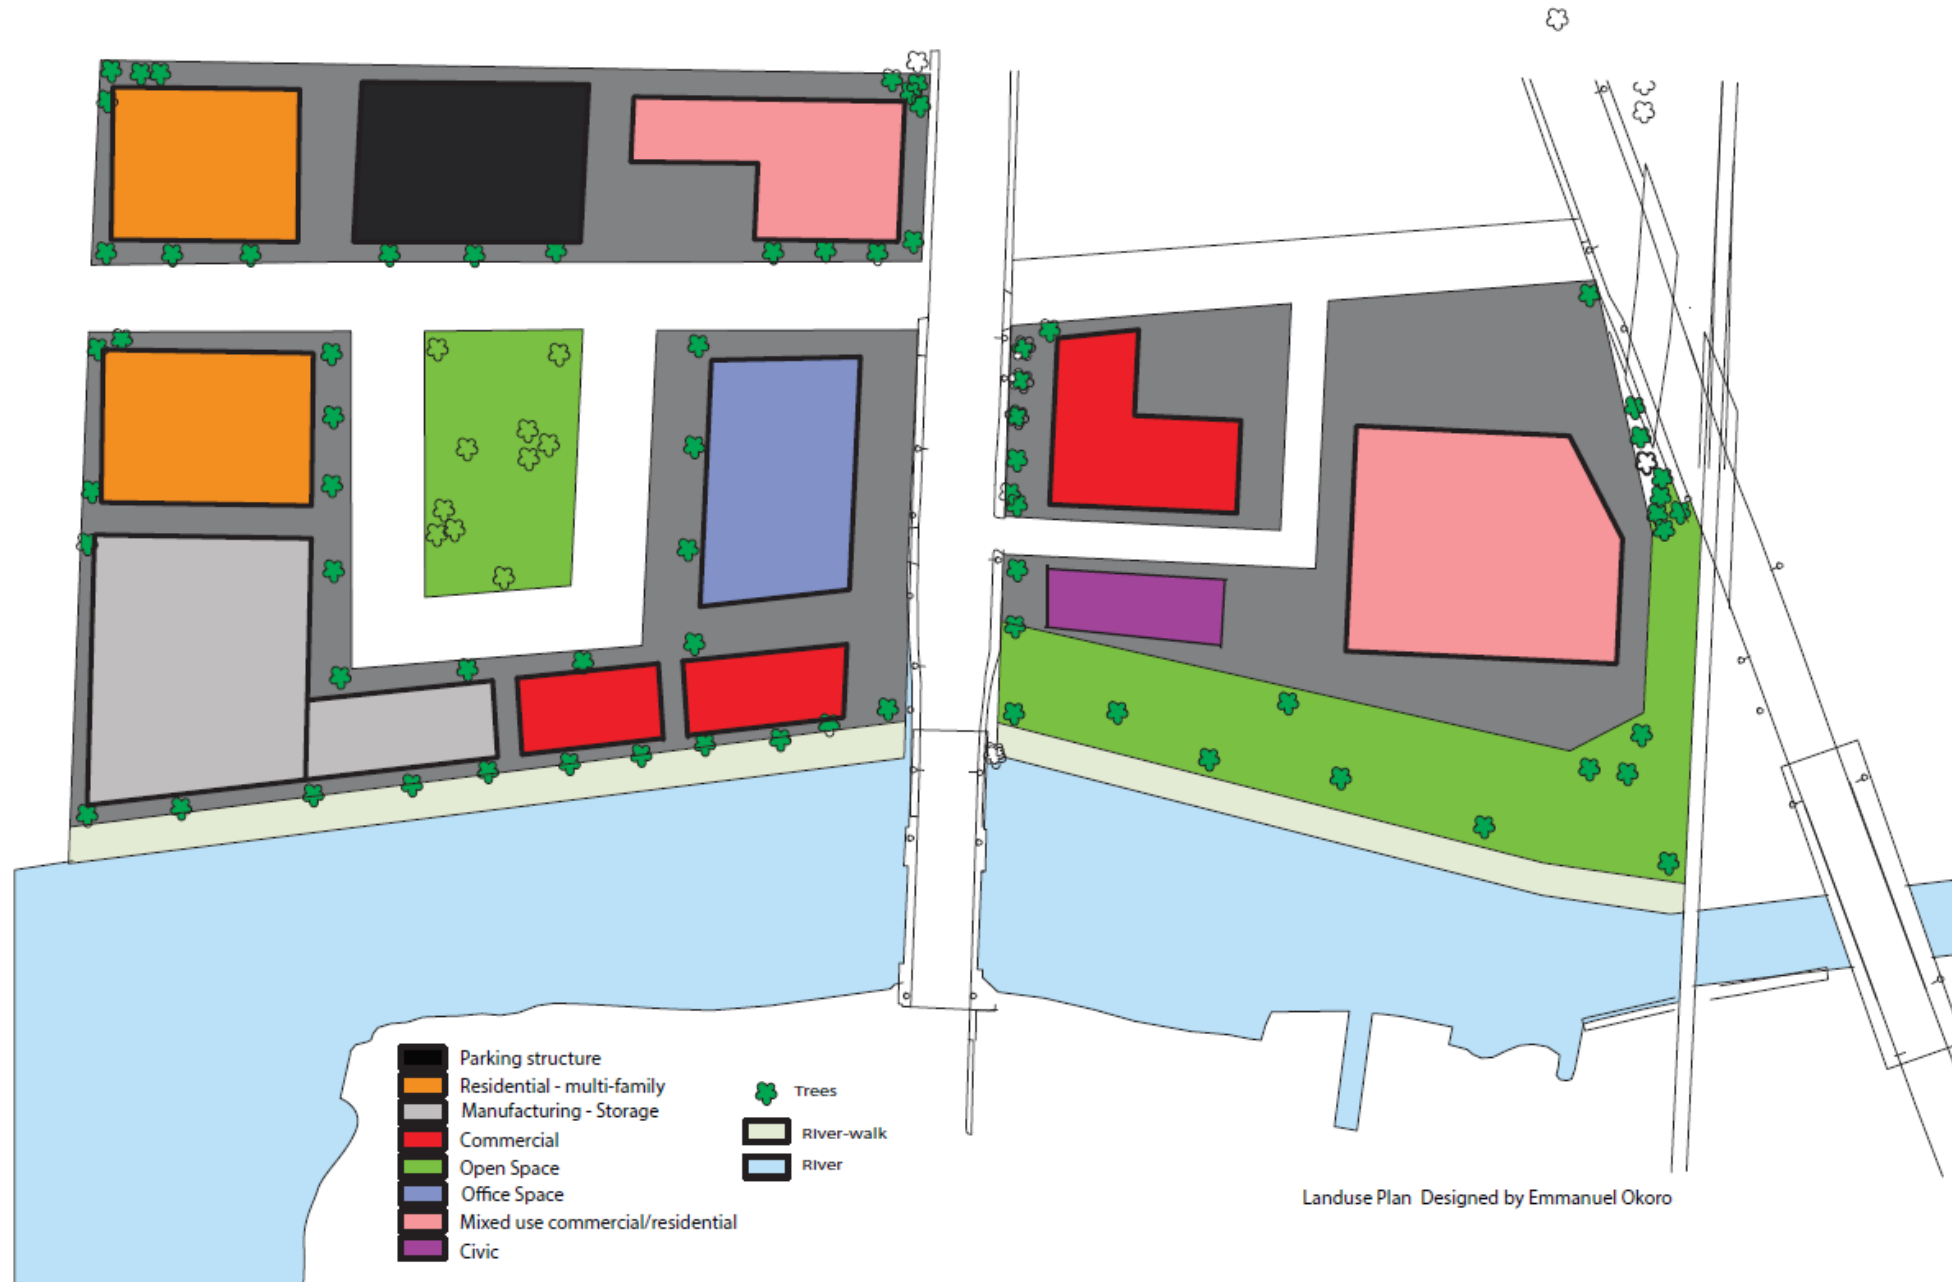 Parking structure
Residential - multi-family
Manufacturing - Storage
Commercial
Open Space
Office Space
Mixed use commercial/residential
Civic
Trees
RIver-walk
RIver
Landuse Plan Designed by Emmanuel Okoro